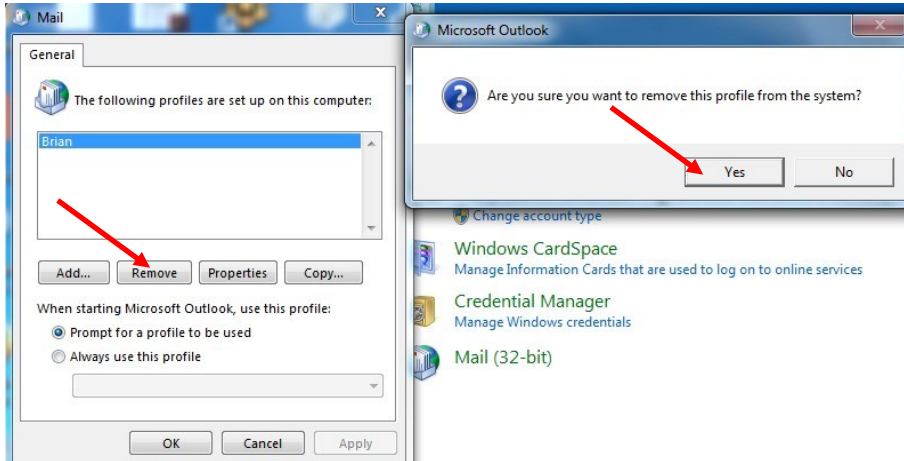 Mail
General
The following profiles are set up on this computer:
Brian
Add...
Remove
Properties
Copy...
When starting Microsoft Outlook, use this profile:
Prompt for a profile to be used
Always use this profile
OK
Cancel
Apply
Microsoft Outlook
Are you sure you want to remove this profile from the system?
Yes
No
Change account type
Windows CardSpace
Manage Information Cards that are used to log on to online services
Credential Manager
Manage Windows credentials
Mail (32-bit)